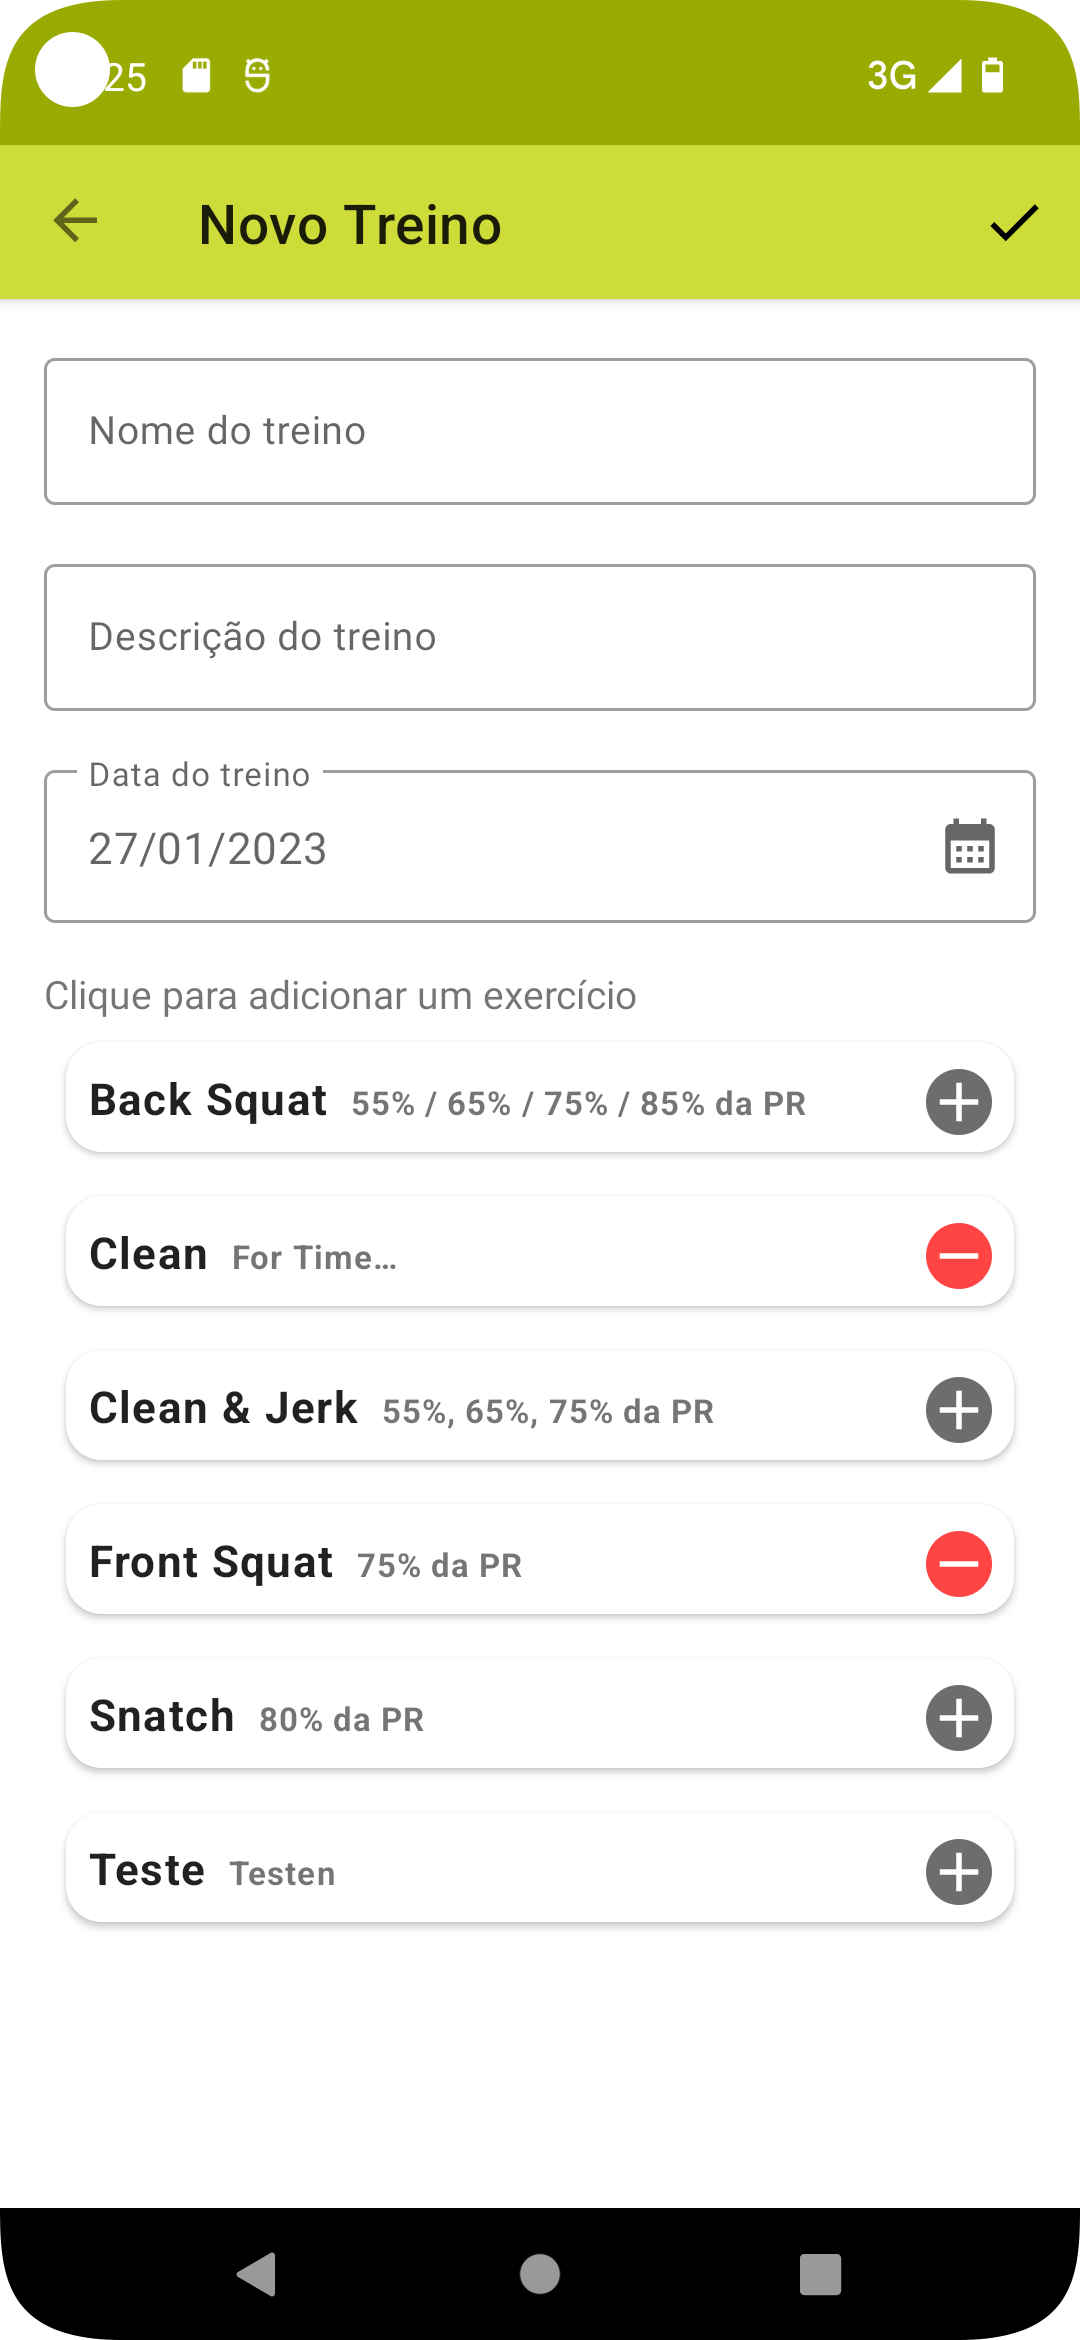 25 3G
Novo Treino
Nome do treino
Descrição do treino
Data do treino
27/01/2023
Clique para adicionar um exercício
Back Squat 55% / 65% / 75% / 85% da PR
Clean For Time...
Clean & Jerk 55%, 65%, 75% da PR
Front Squat 75% da PR
Snatch 80% da PR
Teste Testen